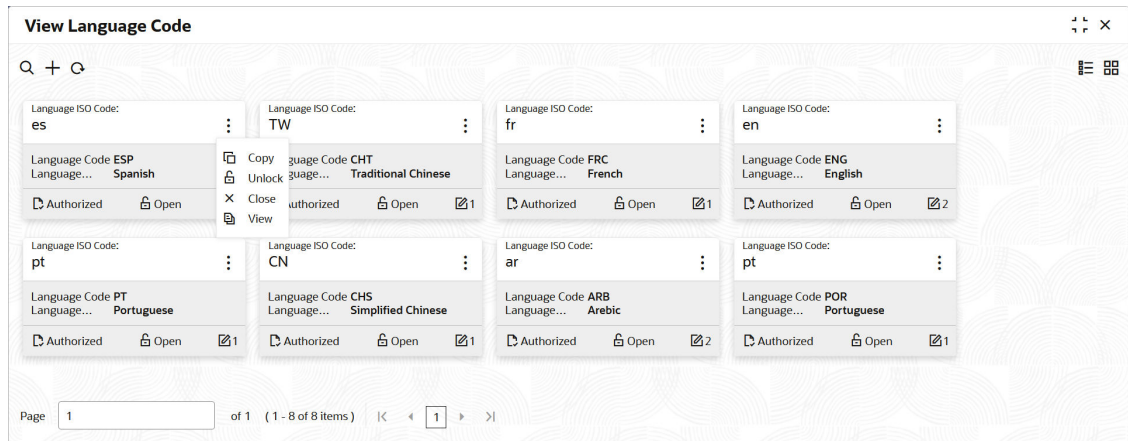 View Language Code
Language ISO Code:
es
Language Code ESP
Language... Spanish
Authorized Open
Copy
Unlock
Close
View
Language ISO Code:
TW
guage Code CHT
guage... Traditional Chinese
uthorized Open 1
Language ISO Code:
fr
Language Code FRC
Language... French
Authorized Open 1
Language ISO Code:
en
Language Code ENG
Language... English
Authorized Open 2
Language ISO Code:
pt
Language Code PT
Language... Portuguese
Authorized Open 1
Language ISO Code:
CN
Language Code CHS
Language... Simplified Chinese
Authorized Open 1
Language ISO Code:
ar
Language Code ARB
Language... Arebic
Authorized Open 2
Language ISO Code:
pt
Language Code POR
Language... Portuguese
Authorized Open 1
Page 1 of 1 ( 1 - 8 of 8 items ) 1